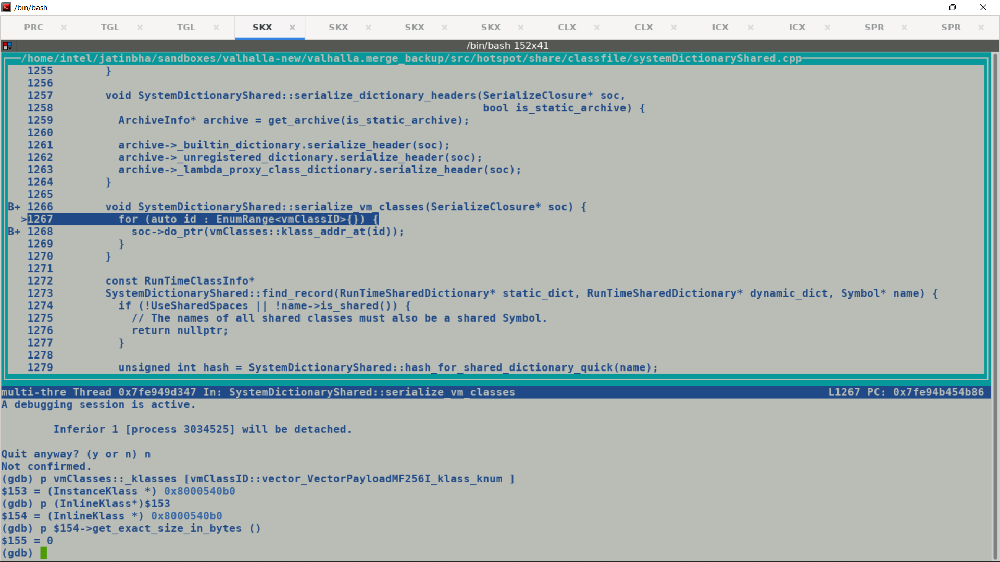 /bin/bash
PRC × TGL × TGL × SKX × SKX × SKX × SKX × CLX × CLX × ICX × ICX × SPR × SPR ×
/bin/bash 152x41
/home/intel/jatinbha/sandboxes/valhalla-new/valhalla.merge_backup/src/hotspot/share/classfile/systemDictionaryShared.cpp
1255         }
1256
1257         void SystemDictionaryShared::serialize_dictionary_headers(SerializeClosure* soc,
1258                                                                   bool is_static_archive) {
1259           ArchiveInfo* archive = get_archive(is_static_archive);
1260
1261           archive->_builtin_dictionary.serialize_header(soc);
1262           archive->_unregistered_dictionary.serialize_header(soc);
1263           archive->_lambda_proxy_class_dictionary.serialize_header(soc);
1264         }
1265
B+ 1266         void SystemDictionaryShared::serialize_vm_classes(SerializeClosure* soc) {
>1267           for (auto id : EnumRange<vmClassID>{}) {
B+ 1268             soc->do_ptr(vmClasses::klass_addr_at(id));
1269           }
1270         }
1271
1272         const RunTimeClassInfo*
1273         SystemDictionaryShared::find_record(RunTimeSharedDictionary* static_dict, RunTimeSharedDictionary* dynamic_dict, Symbol* name) {
1274           if (!UseSharedSpaces || !name->is_shared()) {
1275             // The names of all shared classes must also be a shared Symbol.
1276             return nullptr;
1277           }
1278
1279           unsigned int hash = SystemDictionaryShared::hash_for_shared_dictionary_quick(name);
multi-thre Thread 0x7fe949d347 In: SystemDictionaryShared::serialize_vm_classes L1267 PC: 0x7fe94b454b86
A debugging session is active.
Inferior 1 [process 3034525] will be detached.
Quit anyway? (y or n) n
Not confirmed.
(gdb) p vmClasses::_klasses [vmClassID::vector_VectorPayloadMF256I_klass_knum ]
$153 = (InstanceKlass *) 0x8000540b0
(gdb) p (InlineKlass*)$153
$154 = (InlineKlass *) 0x8000540b0
(gdb) p $154->get_exact_size_in_bytes ()
$155 = 0
(gdb)